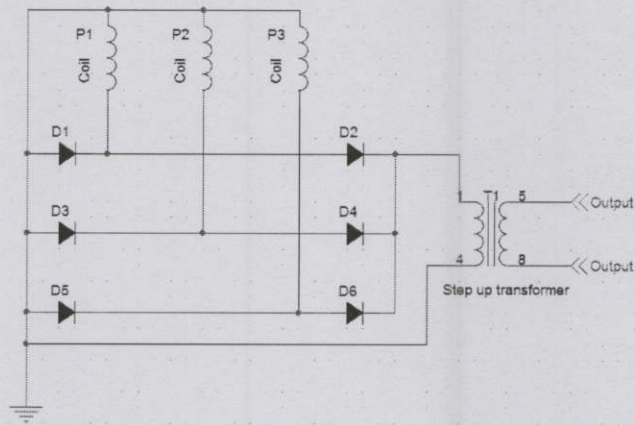 P1
P2
P3
Coil
Coil
Coil
D1
D2
1
T1
5
Output
D3
D4
4
8
Output
Step up transformer
D5
D6